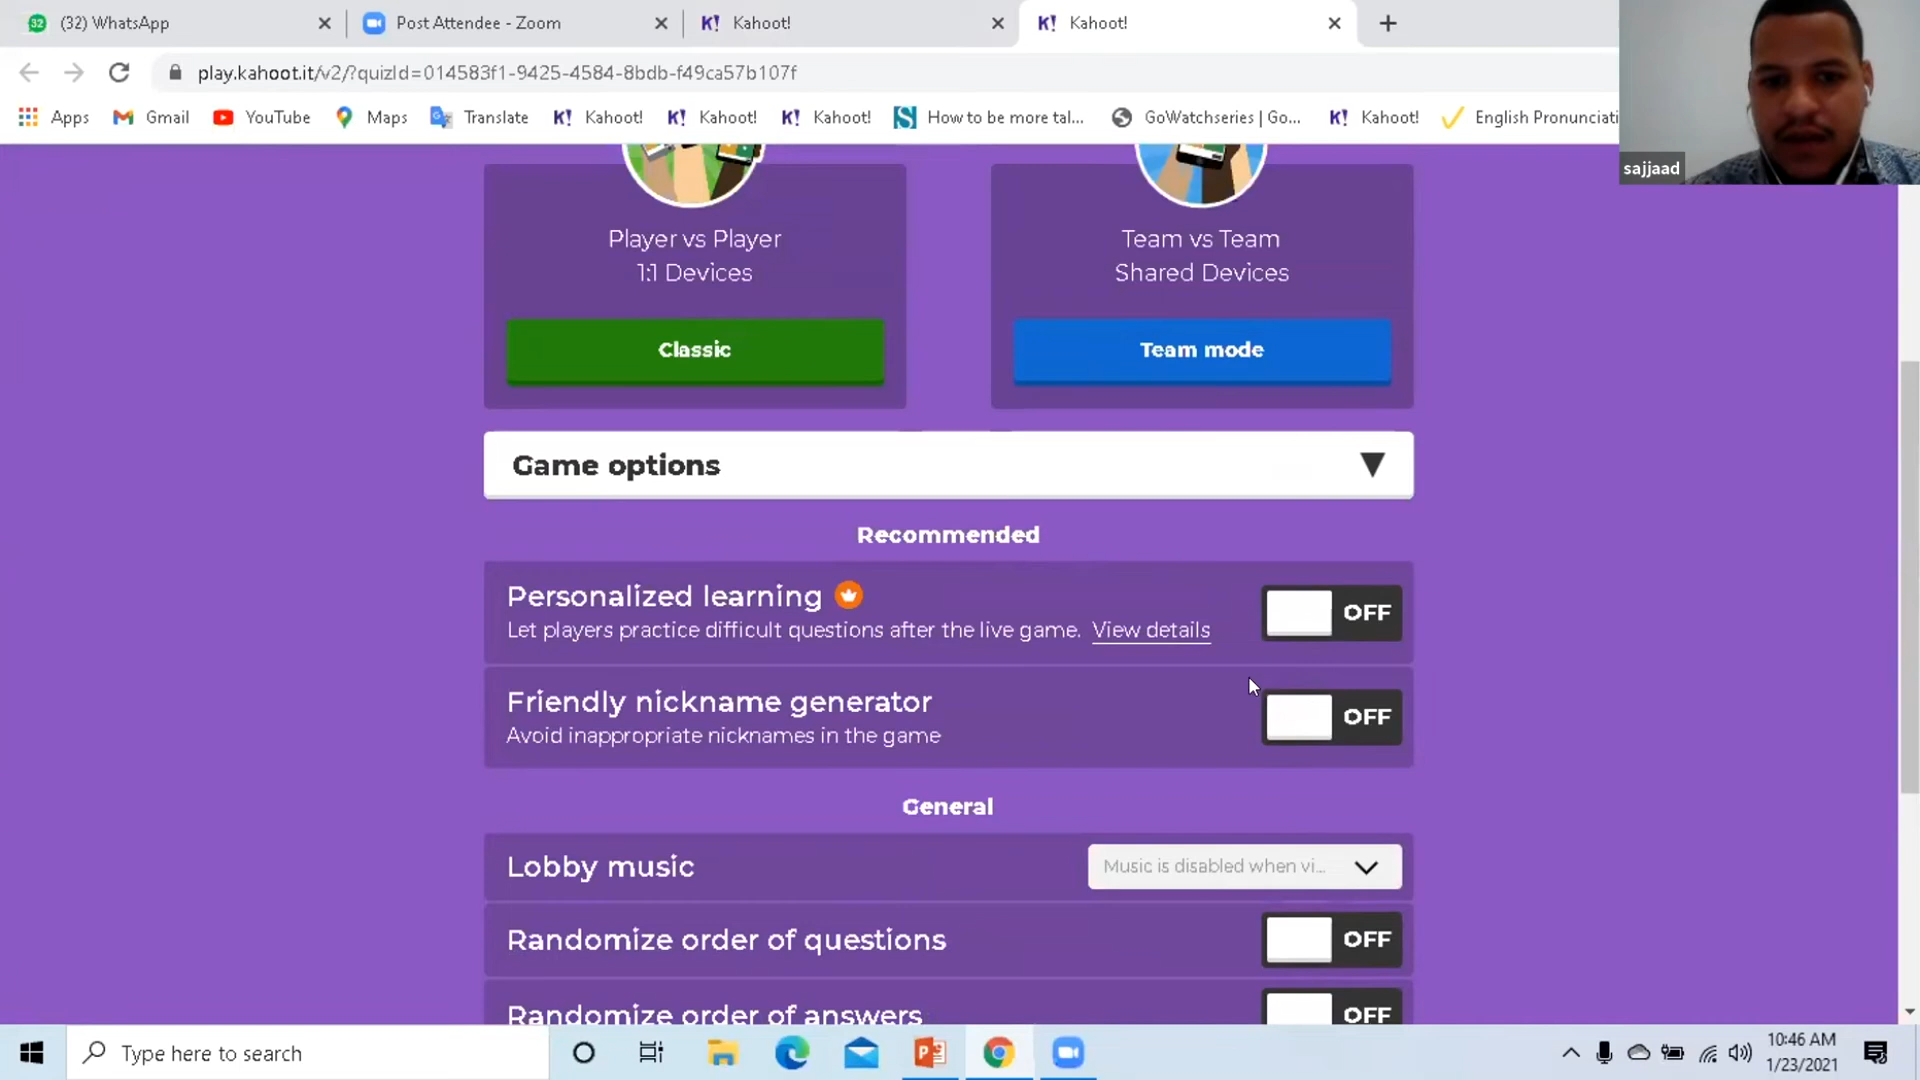 (32) WhatsApp
Post Attendee - Zoom
K! Kahoot!
K! Kahoot!
play.kahoot.it/v2/?quizId=014583f1-9425-4584-8bdb-f49ca57b107f
Apps
Gmail
YouTube
Maps
Translate
K! Kahoot!
K! Kahoot!
K! Kahoot!
How to be more tal...
GoWatchseries | Go...
K! Kahoot!
English Pronunciati
sajjaad
Player vs Player
1:1 Devices
Classic
Team vs Team
Shared Devices
Team mode
Game options
Recommended
Personalized learning
Let players practice difficult questions after the live game. View details
OFF
Friendly nickname generator
Avoid inappropriate nicknames in the game
OFF
General
Lobby music
Music is disabled when vi...
Randomize order of questions
OFF
Randomize order of answers
OFF
Type here to search
10:46 AM
1/23/2021